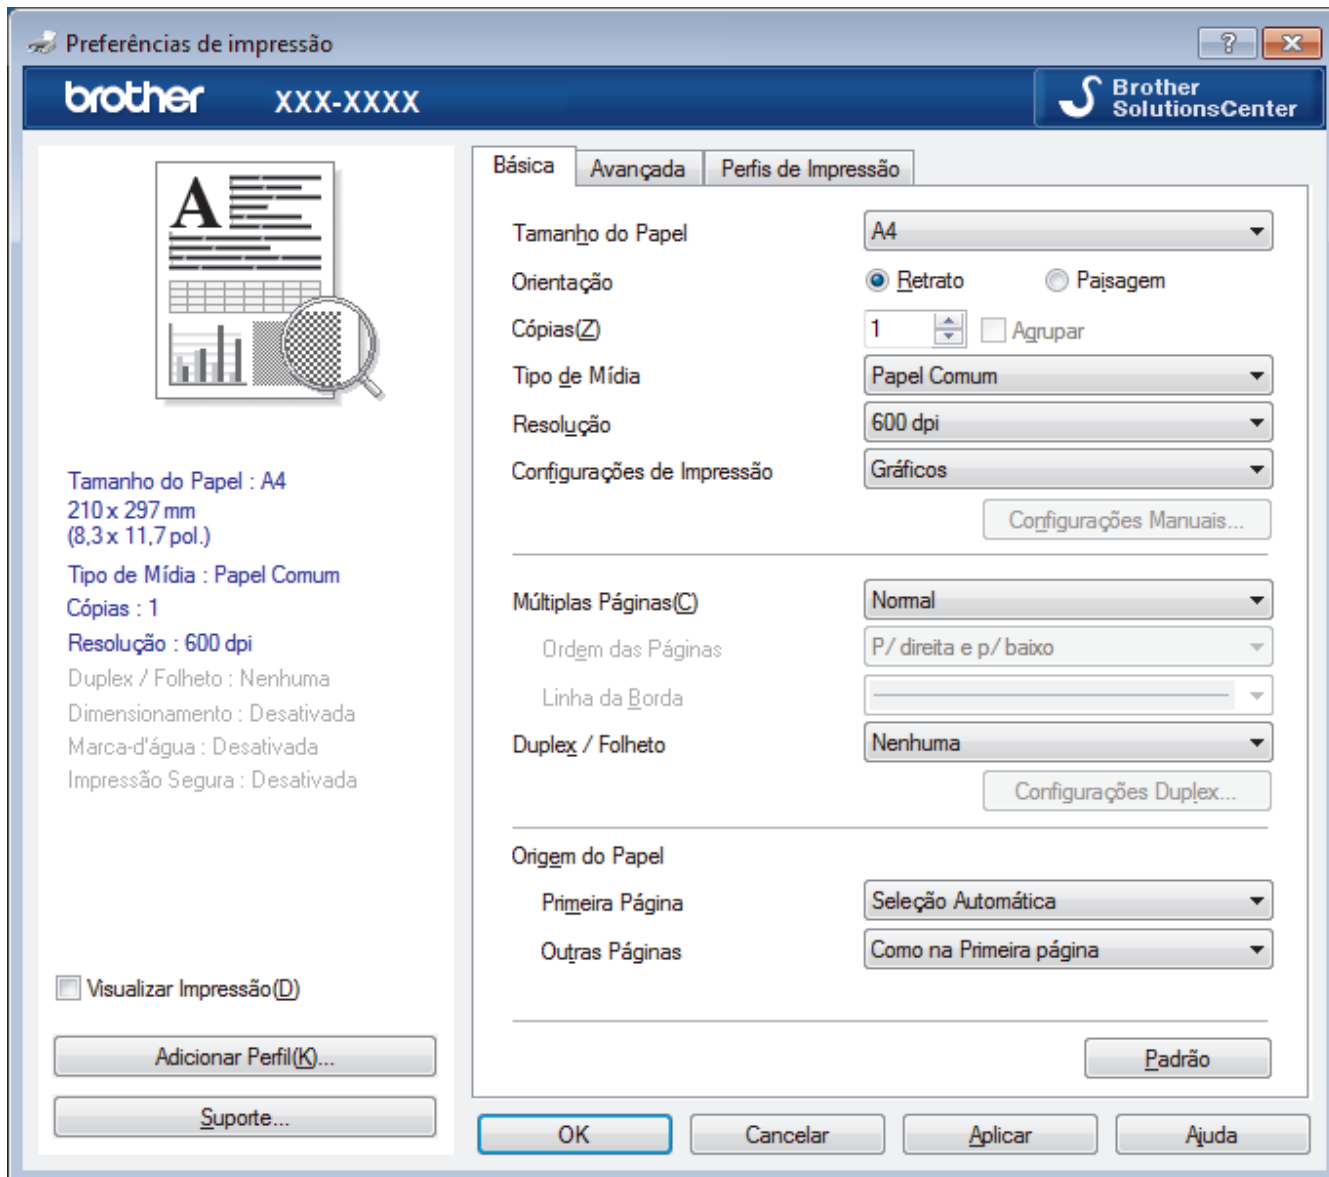 Preferências de impressão
brother XXX-XXXX
Brother
SolutionsCenter
A
Tamanho do Papel : A4
210 x 297 mm
(8,3 x 11,7 pol.)
Tipo de Mídia : Papel Comum
Cópias : 1
Resolução : 600 dpi
Duplex / Folheto : Nenhuma
Dimensionamento : Desativada
Marca-d'água : Desativada
Impressão Segura : Desativada
Visualizar Impressão(D)
Adicionar Perfil(K)...
Suporte...
Básica Avançada Perfis de Impressão
Tamanho do Papel A4
Orientação Retrato Paisagem
Cópias(Z) 1 Agrupar
Tipo de Mídia Papel Comum
Resolução 600 dpi
Configurações de Impressão Gráficos
Configurações Manuais...
Múltiplas Páginas(C) Normal
Ordem das Páginas P/ direita e p/ baixo
Linha da Borda
Duplex / Folheto Nenhuma
Configurações Duplex...
Origem do Papel
Primeira Página Seleção Automática
Outras Páginas Como na Primeira página
Padrão
OK Cancelar Aplicar Ajuda